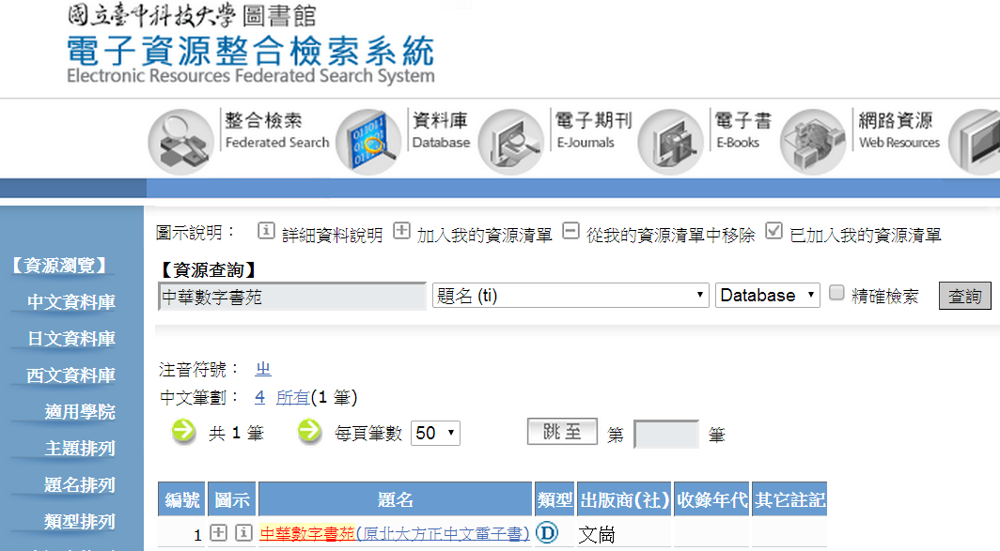 國立臺中科技大學 圖書館
電子資源整合檢索系統
Electronic Resources Federated Search System
整合檢索
Federated Search
資料庫
Database
電子期刊
E-Journals
電子書
E-Books
網路資源
Web Resources
圖示說明： 詳細資料說明 加入我的資源清單 從我的資源清單中移除 已加入我的資源清單
【資源瀏覽】
中文資料庫
日文資料庫
西文資料庫
適用學院
主題排列
題名排列
類型排列
【資源查詢】
中華數字書苑 題名 (ti) Database 精確檢索 查詢
注音符號： ㄓ
中文筆劃： 4 所有(1 筆)
共 1 筆 每頁筆數 50 跳至 第 筆
編號 圖示 題名 類型 出版商(社) 收錄年代 其它註記
1 中華數字書苑(原北大方正中文電子書) D 文崗